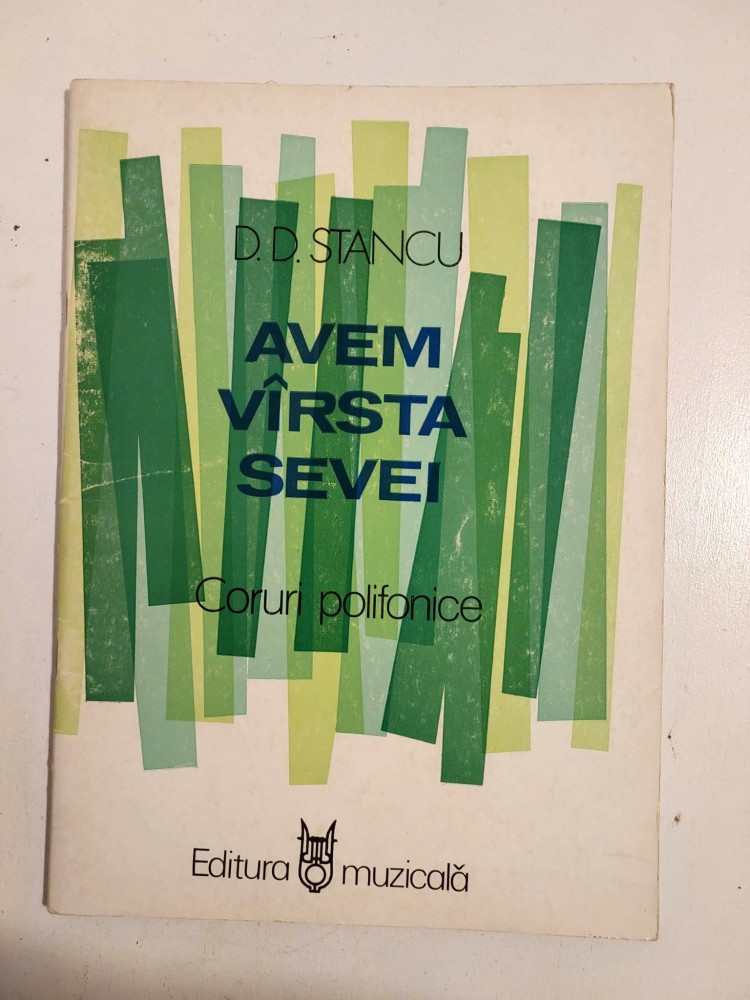 D. D. STANCU
AVEM
VÎRSTA
SEVEI
Coruri polifonice
Editura muzicală